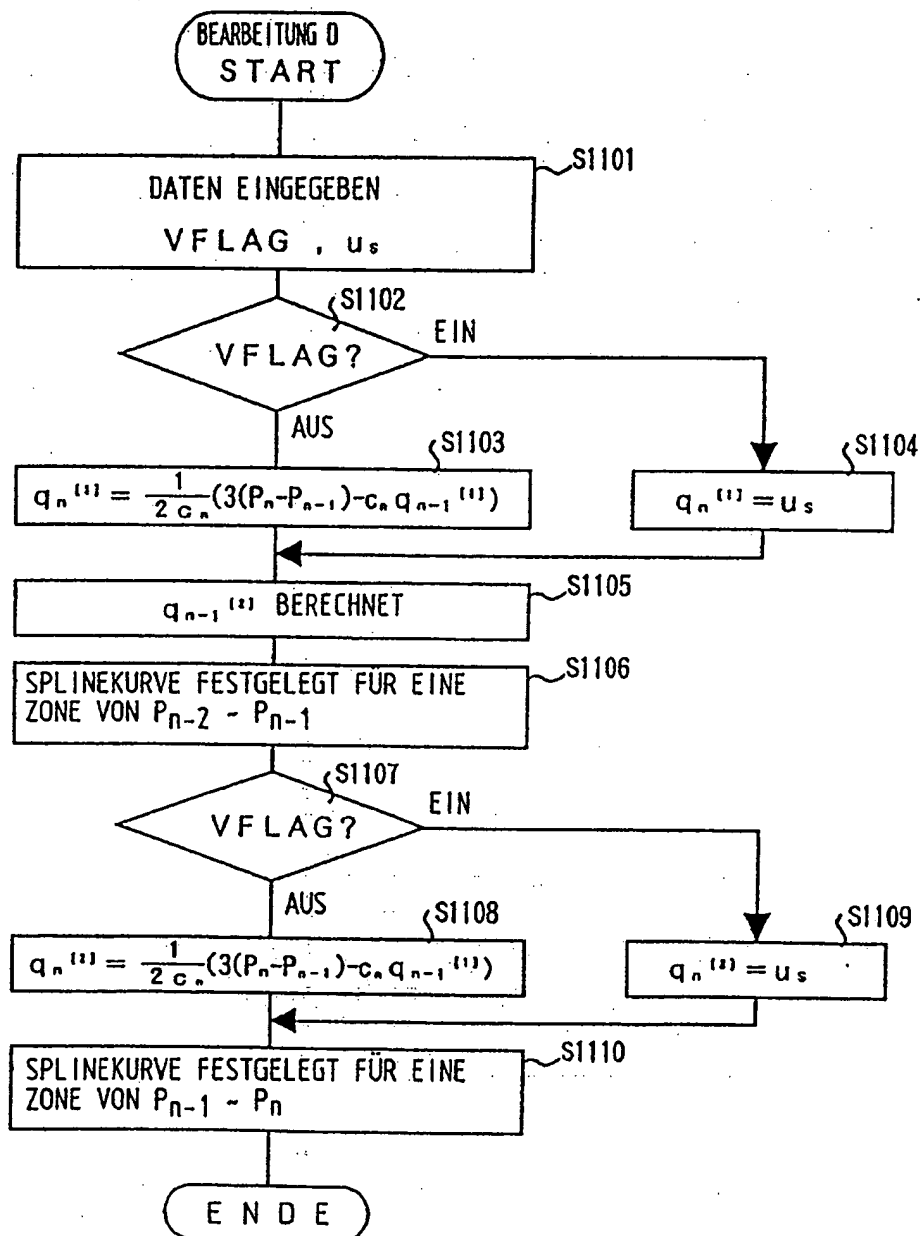 BEARBEITUNG D
START
S1101
DATEN EINGEGEBEN
VFLAG , us
S1102
VFLAG?
EIN
AUS
S1103
qn[1] = 1/2cn (3(Pn-Pn-1)-cn qn-1[1])
S1104
qn[1] = us
S1105
qn-1[2] BERECHNET
S1106
SPLINEKURVE FESTGELEGT FÜR EINE
ZONE VON Pn-2 ~ Pn-1
S1107
VFLAG?
EIN
AUS
S1108
qn[2] = 1/2cn (3(Pn-Pn-1)-cn qn-1[1])
S1109
qn[2] = us
S1110
SPLINEKURVE FESTGELEGT FÜR EINE
ZONE VON Pn-1 ~ Pn
ENDE